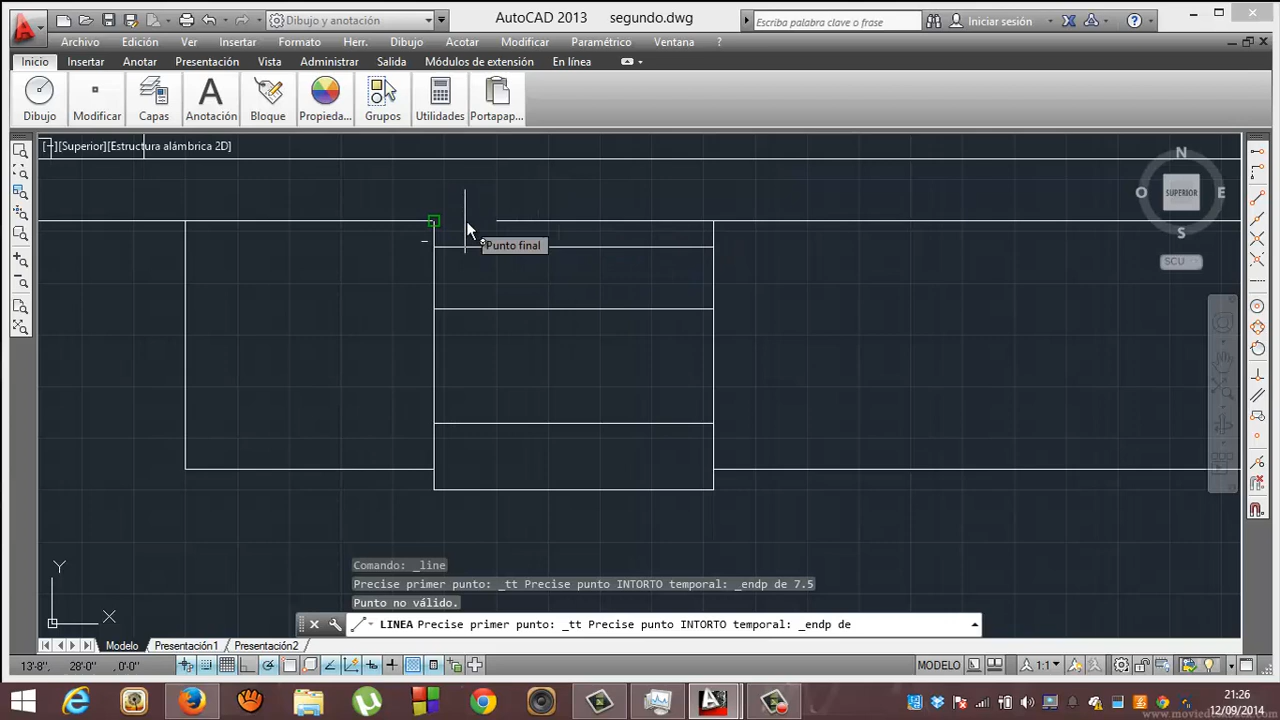 Dibujo y anotación
AutoCAD 2013 segundo.dwg
Escriba palabra clave o frase
Iniciar sesión
Archivo Edición Ver Insertar Formato Herr. Dibujo Acotar Modificar Paramétrico Ventana ?
Inicio Insertar Anotar Presentación Vista Administrar Salida Módulos de extensión En línea
Dibujo Modificar Capas Anotación Bloque Propieda... Grupos Utilidades Portapap...
[−][Superior][Estructura alámbrica 2D]
N
O SUPERIOR E
S
SCU
Punto final
Comando: _line
Precise primer punto: _tt Precise punto INTORTO temporal: _endp de 7.5
Punto no válido.
LINEA Precise primer punto: _tt Precise punto INTORTO temporal: _endp de
Y
X
Modelo Presentación1 Presentación2
13'-8", 28'-0" , 0'-0"
MODELO
1:1
21:26
12/09/2014